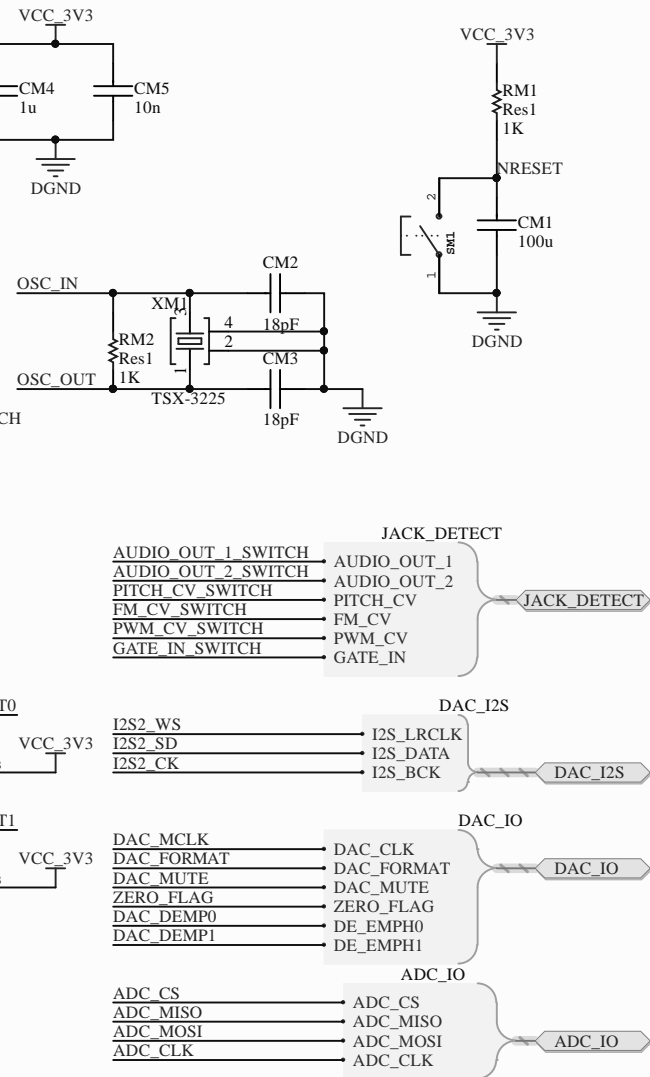 VCC_3V3
CM4
1u
CM5
10n
DGND
VCC_3V3
RM1
Res1
1K
NRESET
2
SM1
1
CM1
100u
DGND
OSC_IN
CM2
18pF
XM1
3
4
2
1
RM2
Res1
1K
TSX-3225
OSC_OUT
CM3
18pF
DGND
CH
JACK_DETECT
AUDIO_OUT_1_SWITCH AUDIO_OUT_1
AUDIO_OUT_2_SWITCH AUDIO_OUT_2
PITCH_CV_SWITCH PITCH_CV JACK_DETECT
FM_CV_SWITCH FM_CV
PWM_CV_SWITCH PWM_CV
GATE_IN_SWITCH GATE_IN
T0
VCC_3V3
DAC_I2S
I2S2_WS I2S_LRCLK
I2S2_SD I2S_DATA
I2S2_CK I2S_BCK DAC_I2S
T1
VCC_3V3
DAC_IO
DAC_MCLK DAC_CLK
DAC_FORMAT DAC_FORMAT DAC_IO
DAC_MUTE DAC_MUTE
ZERO_FLAG ZERO_FLAG
DAC_DEMP0 DE_EMPH0
DAC_DEMP1 DE_EMPH1
ADC_IO
ADC_CS ADC_CS
ADC_MISO ADC_MISO
ADC_MOSI ADC_MOSI ADC_IO
ADC_CLK ADC_CLK